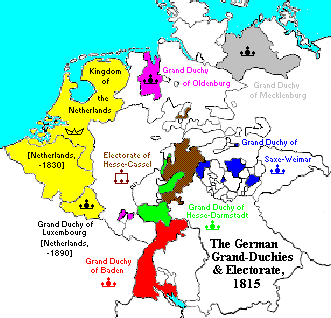 Kingdom
of
the
Netherlands
Grand Duchy
of Oldenburg
Grand Duchy
of Mecklenburg
[Netherlands,
-1830]
Electorate of
Hesse-Cassel
Grand Duchy of
Saxe-Weimar
Grand Duchy of
Luxembourg
[Netherlands,
-1890]
Grand Duchy of
Hesse-Darmstadt
Grand Duchy
of Baden
The German
Grand-Duchies
& Electorate,
1815